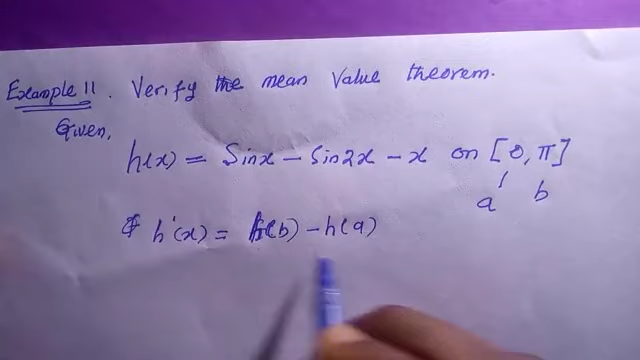 Example 11. Verify the mean value theorem.
Given,
h(x) = Sinx - Sin2x - x on [0, π]
a b
h'(x) = h(b) - h(a)